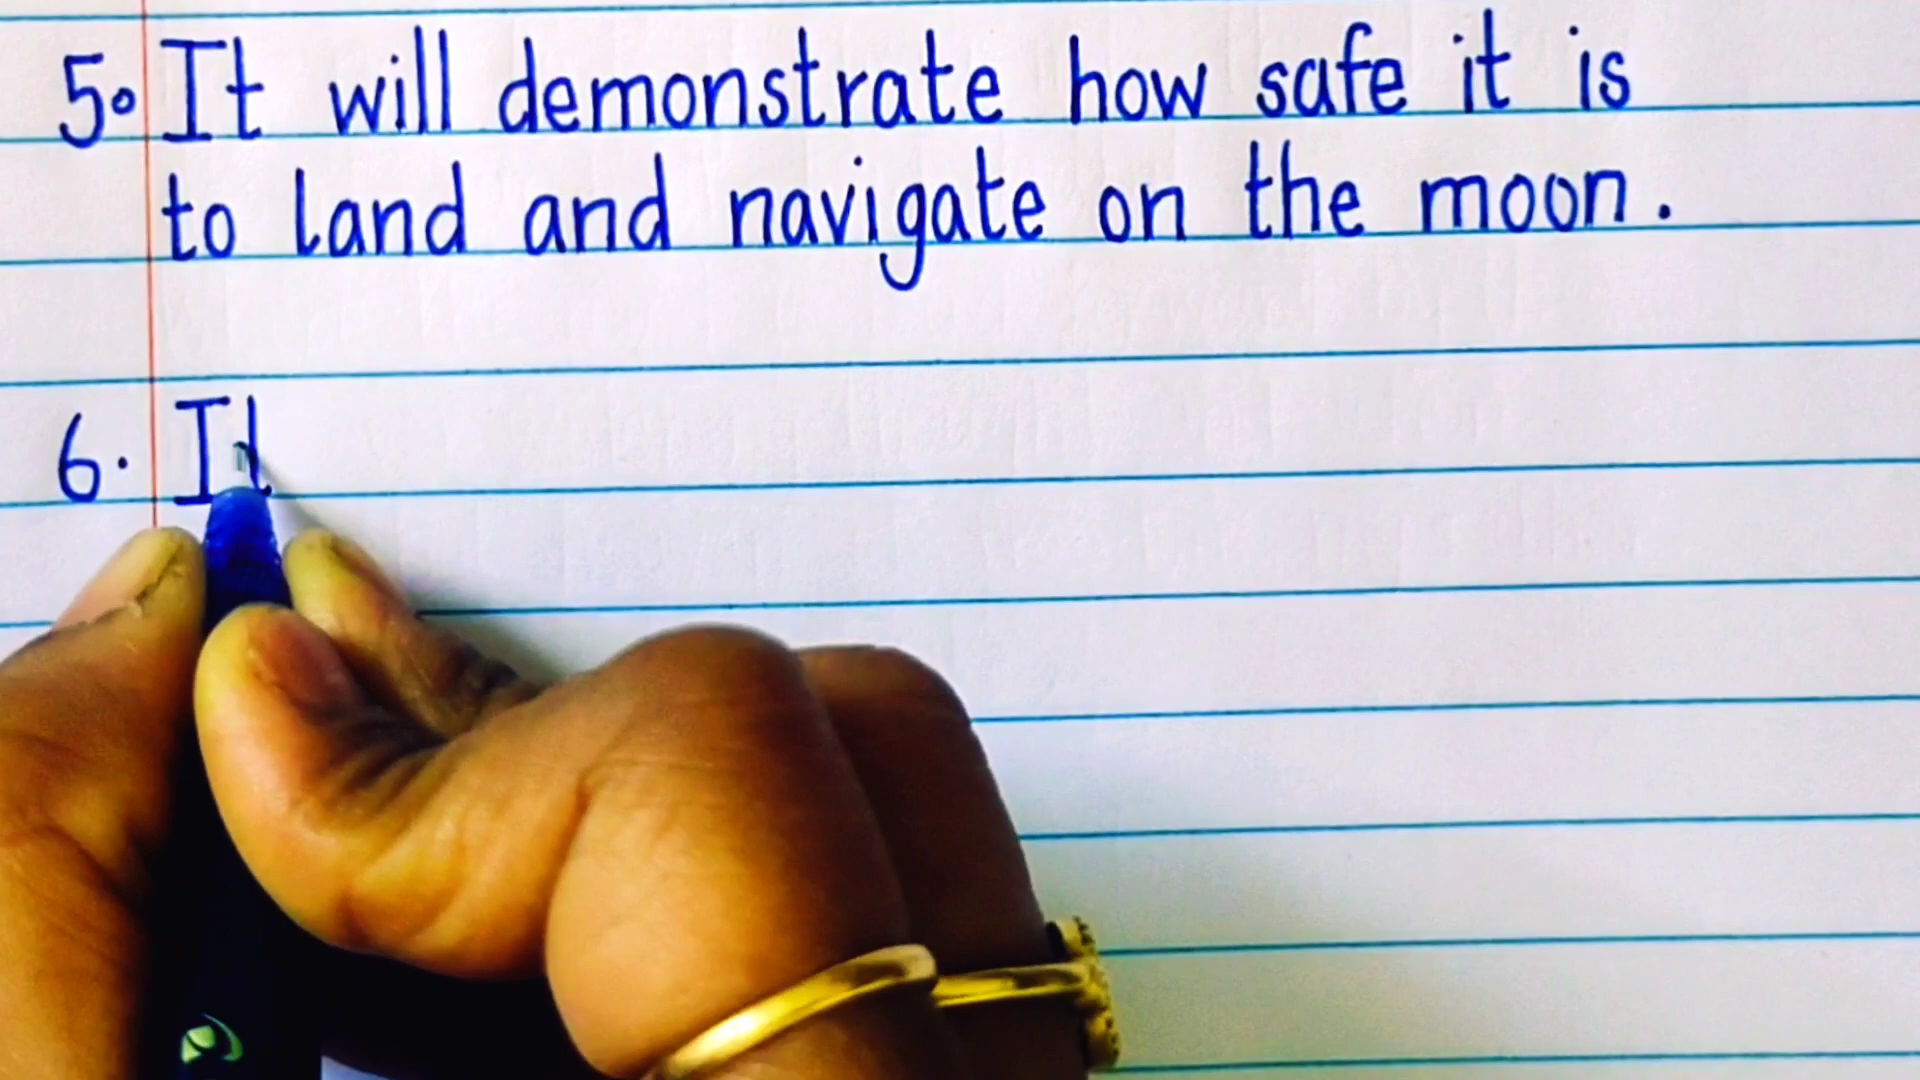 5. It will demonstrate how safe it is
to land and navigate on the moon.
6. It